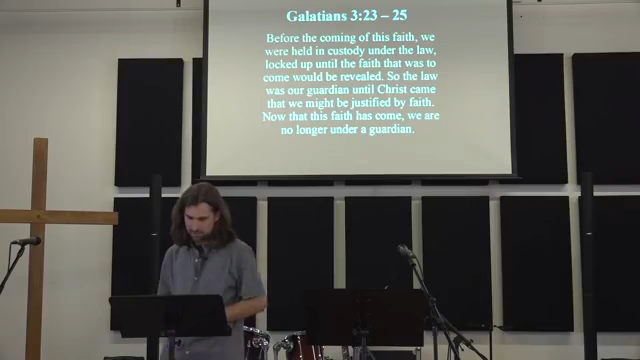 Galatians 3:23 – 25
Before the coming of this faith, we
were held in custody under the law,
locked up until the faith that was to
come would be revealed. So the law
was our guardian until Christ came
that we might be justified by faith.
Now that this faith has come, we are
no longer under a guardian.